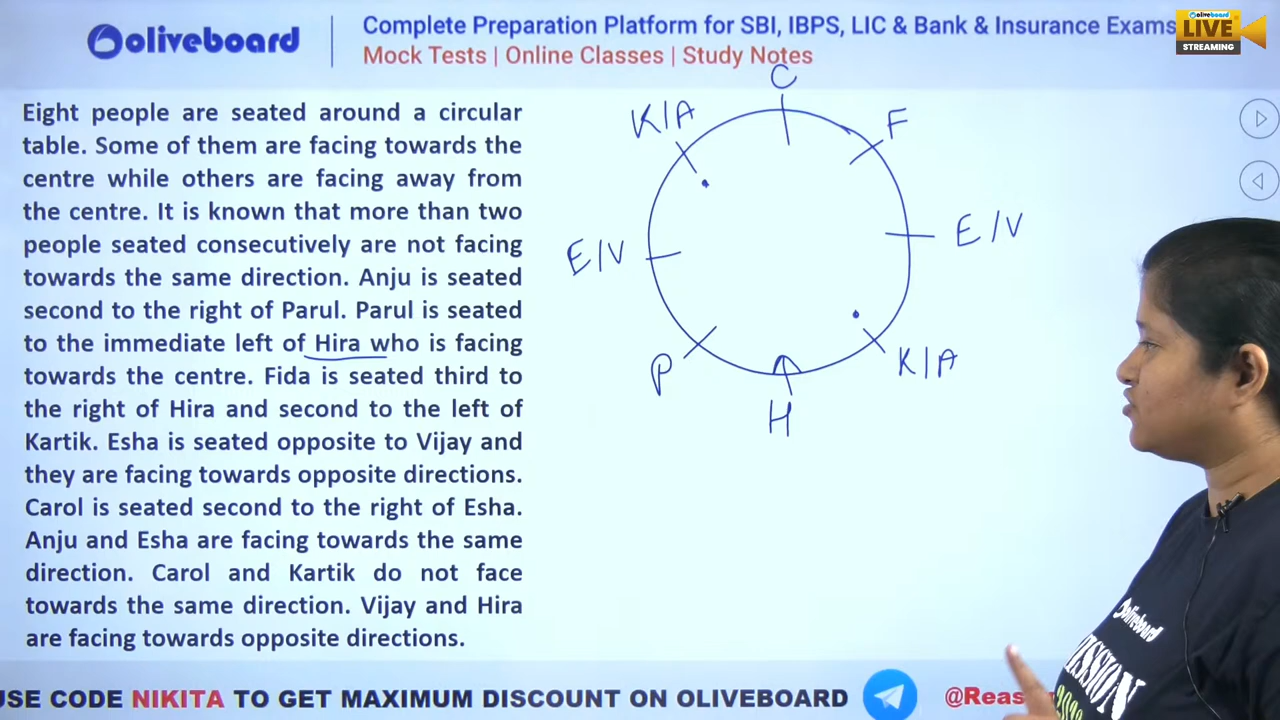 oliveboard
Complete Preparation Platform for SBI, IBPS, LIC & Bank & Insurance Exams
Mock Tests | Online Classes | Study Notes
oliveboard
LIVE
STREAMING
Eight people are seated around a circular
table. Some of them are facing towards the
centre while others are facing away from
the centre. It is known that more than two
people seated consecutively are not facing
towards the same direction. Anju is seated
second to the right of Parul. Parul is seated
to the immediate left of Hira who is facing
towards the centre. Fida is seated third to
the right of Hira and second to the left of
Kartik. Esha is seated opposite to Vijay and
they are facing towards opposite directions.
Carol is seated second to the right of Esha.
Anju and Esha are facing towards the same
direction. Carol and Kartik do not face
towards the same direction. Vijay and Hira
are facing towards opposite directions.
C
K/A
F
E/V
E/V
P
K/A
H
oliveboard
MISSION
USE CODE NIKITA TO GET MAXIMUM DISCOUNT ON OLIVEBOARD
@Reas